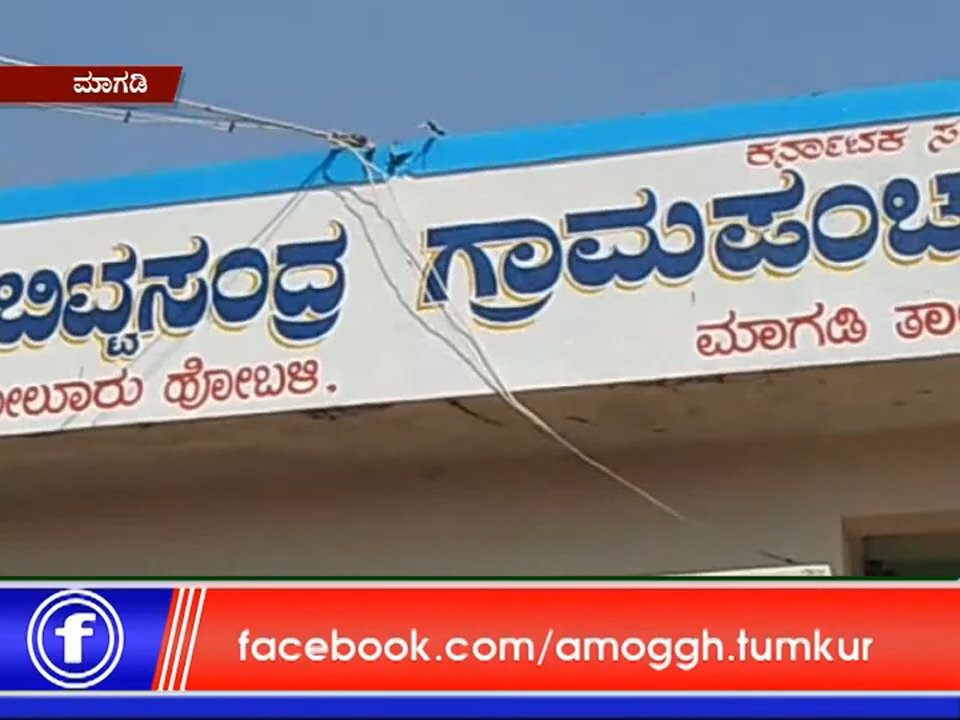 ಮಾಗಡಿ
ಕರ್ನಾಟಕ
ಬಿಟ್ಟಸಂದ್ರ ಗ್ರಾಮಪಂಚ
ಹೋಬಳಿ. ಮಾಗಡಿ
facebook.com/amoggh.tumkur